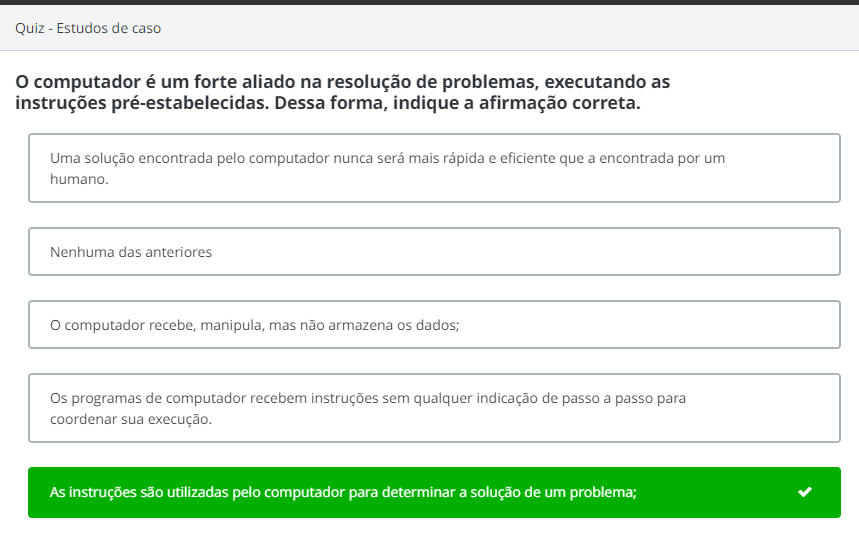 Quiz - Estudos de caso
O computador é um forte aliado na resolução de problemas, executando as
instruções pré-estabelecidas. Dessa forma, indique a afirmação correta.
Uma solução encontrada pelo computador nunca será mais rápida e eficiente que a encontrada por um
humano.
Nenhuma das anteriores
O computador recebe, manipula, mas não armazena os dados;
Os programas de computador recebem instruções sem qualquer indicação de passo a passo para
coordenar sua execução.
As instruções são utilizadas pelo computador para determinar a solução de um problema;